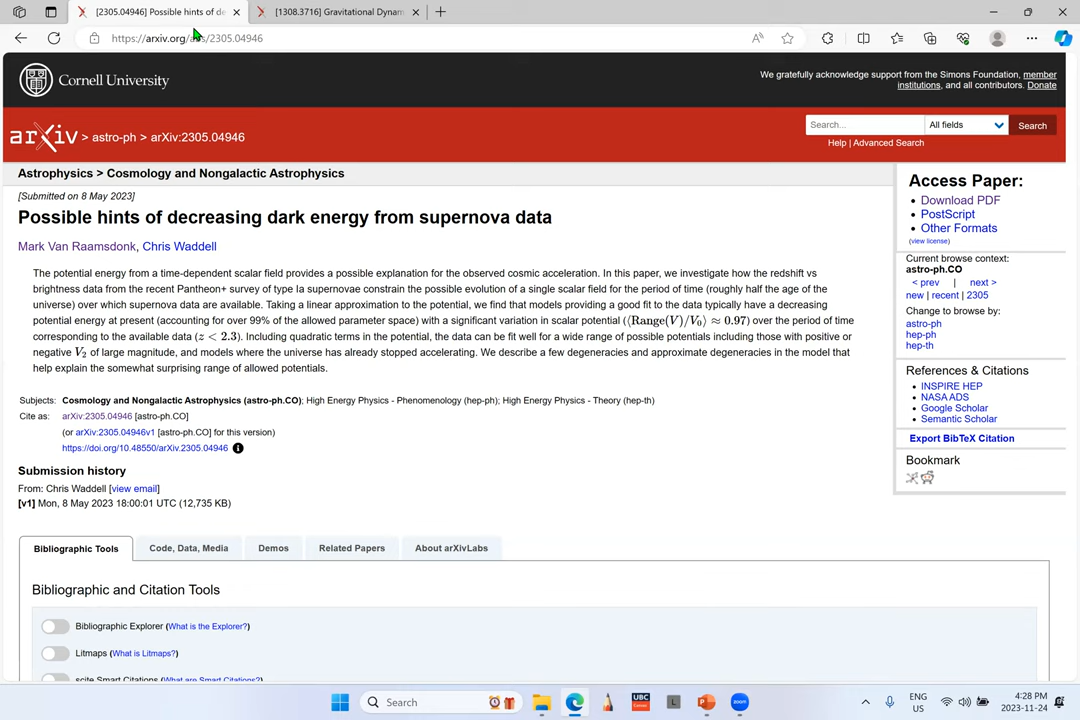 [2305.04946] Possible hints of de
[1308.3716] Gravitational Dynam
https://arxiv.org/abs/2305.04946
Cornell University
We gratefully acknowledge support from the Simons Foundation, member
institutions, and all contributors. Donate
arXiv > astro-ph > arXiv:2305.04946
Search...
All fields
Search
Help | Advanced Search
Astrophysics > Cosmology and Nongalactic Astrophysics
[Submitted on 8 May 2023]
Possible hints of decreasing dark energy from supernova data
Mark Van Raamsdonk, Chris Waddell
The potential energy from a time-dependent scalar field provides a possible explanation for the observed cosmic acceleration. In this paper, we investigate how the redshift vs
brightness data from the recent Pantheon+ survey of type Ia supernovae constrain the possible evolution of a single scalar field for the period of time (roughly half the age of the
universe) over which supernova data are available. Taking a linear approximation to the potential, we find that models providing a good fit to the data typically have a decreasing
potential energy at present (accounting for over 99% of the allowed parameter space) with a significant variation in scalar potential (⟨Range(V)/V₀⟩ ≈ 0.97) over the period of time
corresponding to the available data (z < 2.3). Including quadratic terms in the potential, the data can be fit well for a wide range of possible potentials including those with positive or
negative V₂ of large magnitude, and models where the universe has already stopped accelerating. We describe a few degeneracies and approximate degeneracies in the model that
help explain the somewhat surprising range of allowed potentials.
Subjects: Cosmology and Nongalactic Astrophysics (astro-ph.CO); High Energy Physics - Phenomenology (hep-ph); High Energy Physics - Theory (hep-th)
Cite as: arXiv:2305.04946 [astro-ph.CO]
(or arXiv:2305.04946v1 [astro-ph.CO] for this version)
https://doi.org/10.48550/arXiv.2305.04946
Submission history
From: Chris Waddell [view email]
[v1] Mon, 8 May 2023 18:00:01 UTC (12,735 KB)
Access Paper:
Download PDF
PostScript
Other Formats
(view license)
Current browse context:
astro-ph.CO
< prev | next >
new | recent | 2305
Change to browse by:
astro-ph
hep-ph
hep-th
References & Citations
INSPIRE HEP
NASA ADS
Google Scholar
Semantic Scholar
Export BibTeX Citation
Bookmark
Bibliographic Tools
Code, Data, Media
Demos
Related Papers
About arXivLabs
Bibliographic and Citation Tools
Bibliographic Explorer (What is the Explorer?)
Litmaps (What is Litmaps?)
scite Smart Citations (What are Smart Citations?)
Search
UBC
ENG
US
4:28 PM
2023-11-24